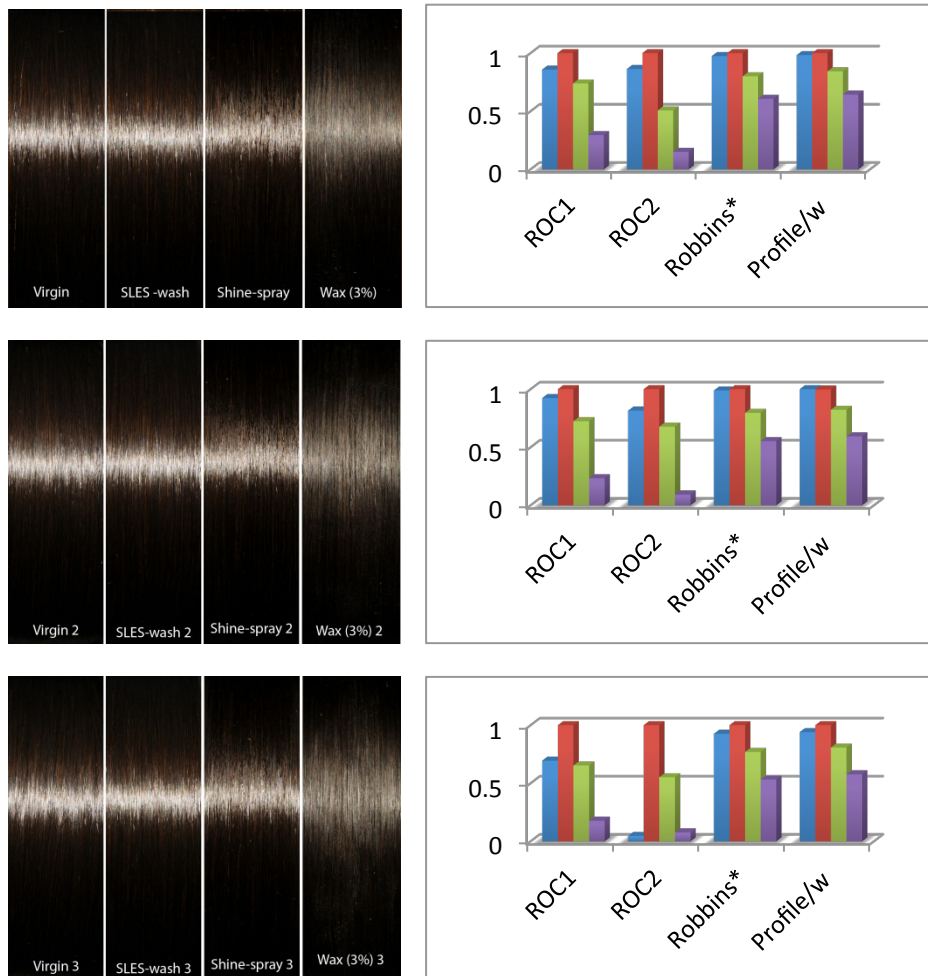 Virgin
SLES -wash
Shine-spray
Wax (3%)
1
0.5
0
ROC1
ROC2
Robbins*
Profile/w
Virgin 2
SLES-wash 2
Shine-spray 2
Wax (3%) 2
1
0.5
0
ROC1
ROC2
Robbins*
Profile/w
Virgin 3
SLES-wash 3
Shine-spray 3
Wax (3%) 3
1
0.5
0
ROC1
ROC2
Robbins*
Profile/w